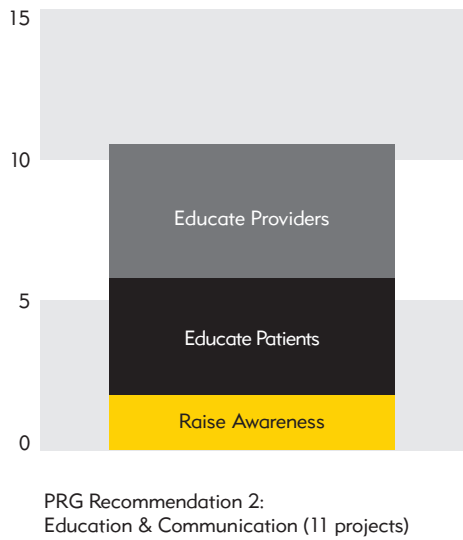 15
10
Educate Providers
5
Educate Patients
Raise Awareness
0
PRG Recommendation 2:
Education & Communication (11 projects)